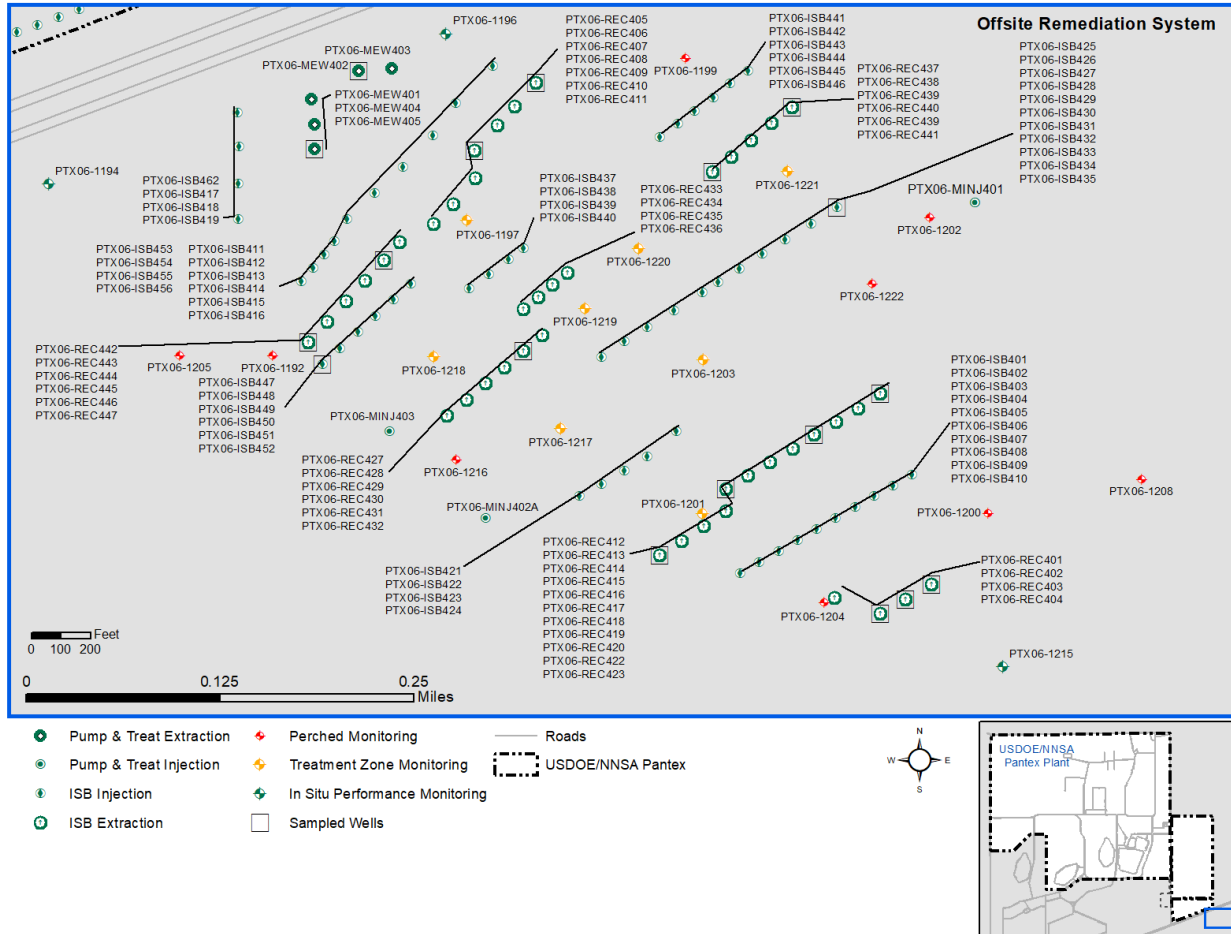 Offsite Remediation System
PTX06-1196
PTX06-MEW403
PTX06-MEW402
PTX06-MEW401
PTX06-MEW404
PTX06-MEW405
PTX06-REC405
PTX06-REC406
PTX06-REC407
PTX06-REC408
PTX06-REC409
PTX06-REC410
PTX06-REC411
PTX06-1199
PTX06-ISB441
PTX06-ISB442
PTX06-ISB443
PTX06-ISB444
PTX06-ISB445
PTX06-ISB446
PTX06-REC437
PTX06-REC438
PTX06-REC439
PTX06-REC440
PTX06-REC439
PTX06-REC441
PTX06-ISB425
PTX06-ISB426
PTX06-ISB427
PTX06-ISB428
PTX06-ISB429
PTX06-ISB430
PTX06-ISB431
PTX06-ISB432
PTX06-ISB433
PTX06-ISB434
PTX06-ISB435
PTX06-1194
PTX06-ISB462
PTX06-ISB417
PTX06-ISB418
PTX06-ISB419
PTX06-ISB437
PTX06-ISB438
PTX06-ISB439
PTX06-ISB440
PTX06-REC433
PTX06-REC434
PTX06-REC435
PTX06-REC436
PTX06-1221
PTX06-MINJ401
PTX06-1202
PTX06-1197
PTX06-1220
PTX06-ISB453
PTX06-ISB454
PTX06-ISB455
PTX06-ISB456
PTX06-ISB411
PTX06-ISB412
PTX06-ISB413
PTX06-ISB414
PTX06-ISB415
PTX06-ISB416
PTX06-1222
PTX06-1219
PTX06-REC442
PTX06-REC443
PTX06-REC444
PTX06-REC445
PTX06-REC446
PTX06-REC447
PTX06-1205
PTX06-1192
PTX06-1218
PTX06-1203
PTX06-ISB447
PTX06-ISB448
PTX06-ISB449
PTX06-ISB450
PTX06-ISB451
PTX06-ISB452
PTX06-ISB401
PTX06-ISB402
PTX06-ISB403
PTX06-ISB404
PTX06-ISB405
PTX06-ISB406
PTX06-ISB407
PTX06-ISB408
PTX06-ISB409
PTX06-ISB410
PTX06-MINJ403
PTX06-1217
PTX06-REC427
PTX06-REC428
PTX06-REC429
PTX06-REC430
PTX06-REC431
PTX06-REC432
PTX06-1216
PTX06-MINJ402A
PTX06-1201
PTX06-1208
PTX06-1200
PTX06-ISB421
PTX06-ISB422
PTX06-ISB423
PTX06-ISB424
PTX06-REC412
PTX06-REC413
PTX06-REC414
PTX06-REC415
PTX06-REC416
PTX06-REC417
PTX06-REC418
PTX06-REC419
PTX06-REC420
PTX06-REC422
PTX06-REC423
PTX06-REC401
PTX06-REC402
PTX06-REC403
PTX06-REC404
PTX06-1204
PTX06-1215
Feet
0 100 200
0 0.125 0.25
Miles
Pump & Treat Extraction
Pump & Treat Injection
ISB Injection
ISB Extraction
Perched Monitoring
Treatment Zone Monitoring
In Situ Performance Monitoring
Sampled Wells
Roads
USDOE/NNSA Pantex
N
W E
S
USDOE/NNSA
Pantex Plant